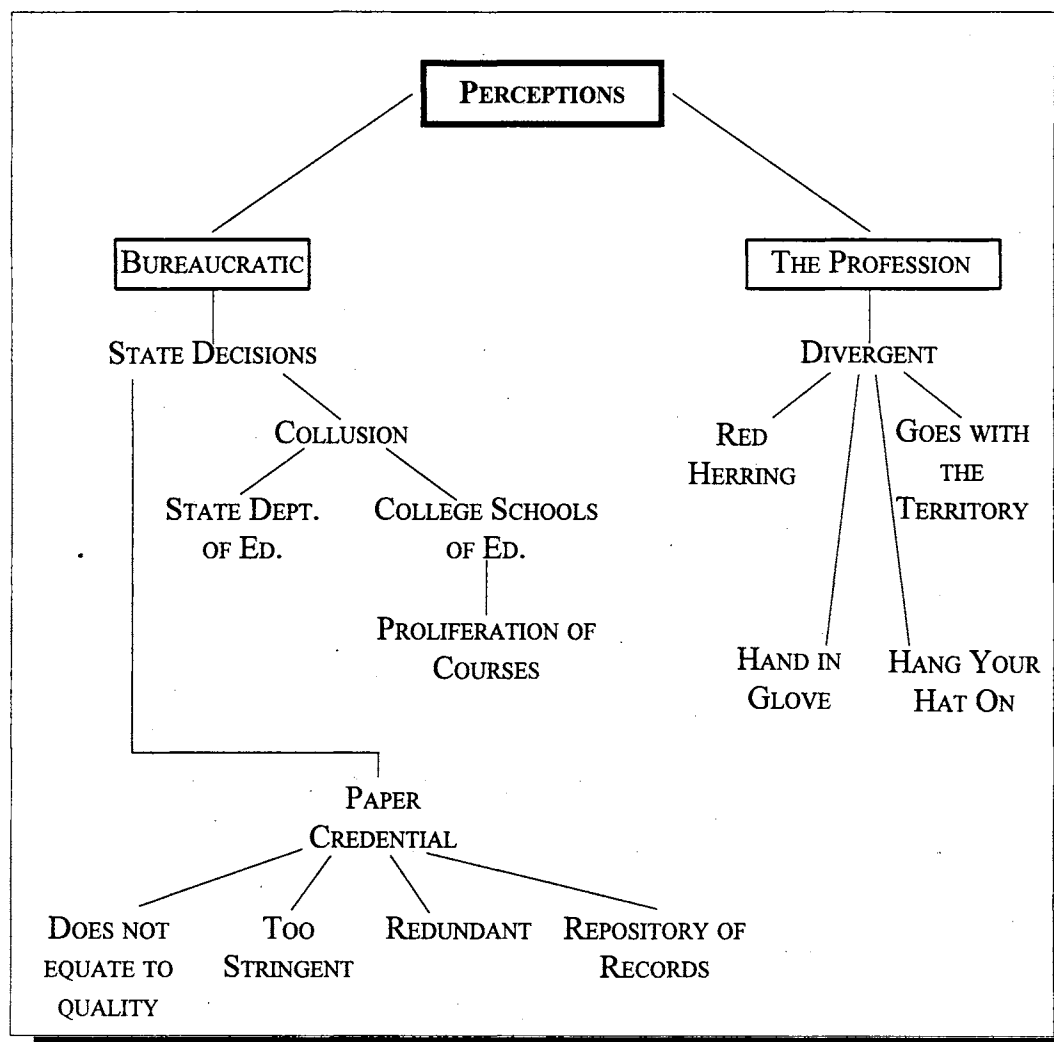 PERCEPTIONS
BUREAUCRATIC
THE PROFESSION
STATE DECISIONS
DIVERGENT
COLLUSION
RED
HERRING
GOES WITH
THE
TERRITORY
STATE DEPT.
OF ED.
COLLEGE SCHOOLS
OF ED.
PROLIFERATION OF
COURSES
HAND IN
GLOVE
HANG YOUR
HAT ON
PAPER
CREDENTIAL
DOES NOT
EQUATE TO
QUALITY
TOO
STRINGENT
REDUNDANT
REPOSITORY OF
RECORDS